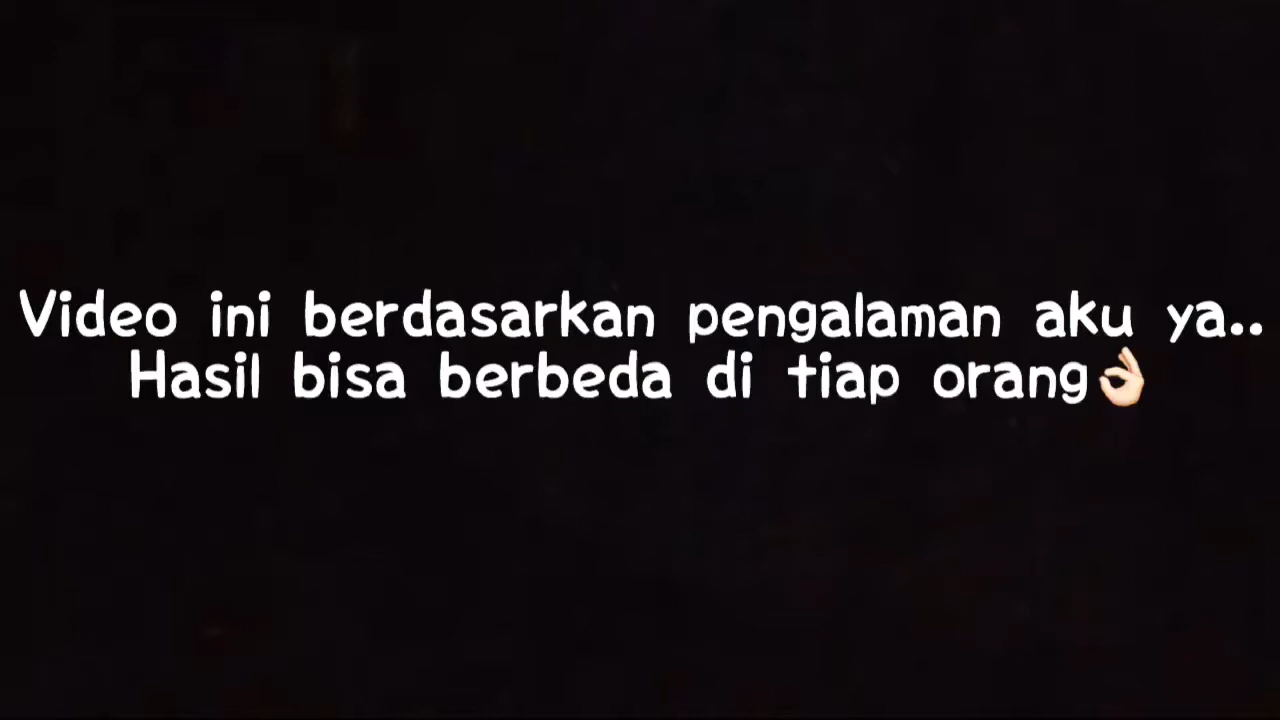 Video ini berdasarkan pengalaman aku ya..
Hasil bisa berbeda di tiap orang👌🏻